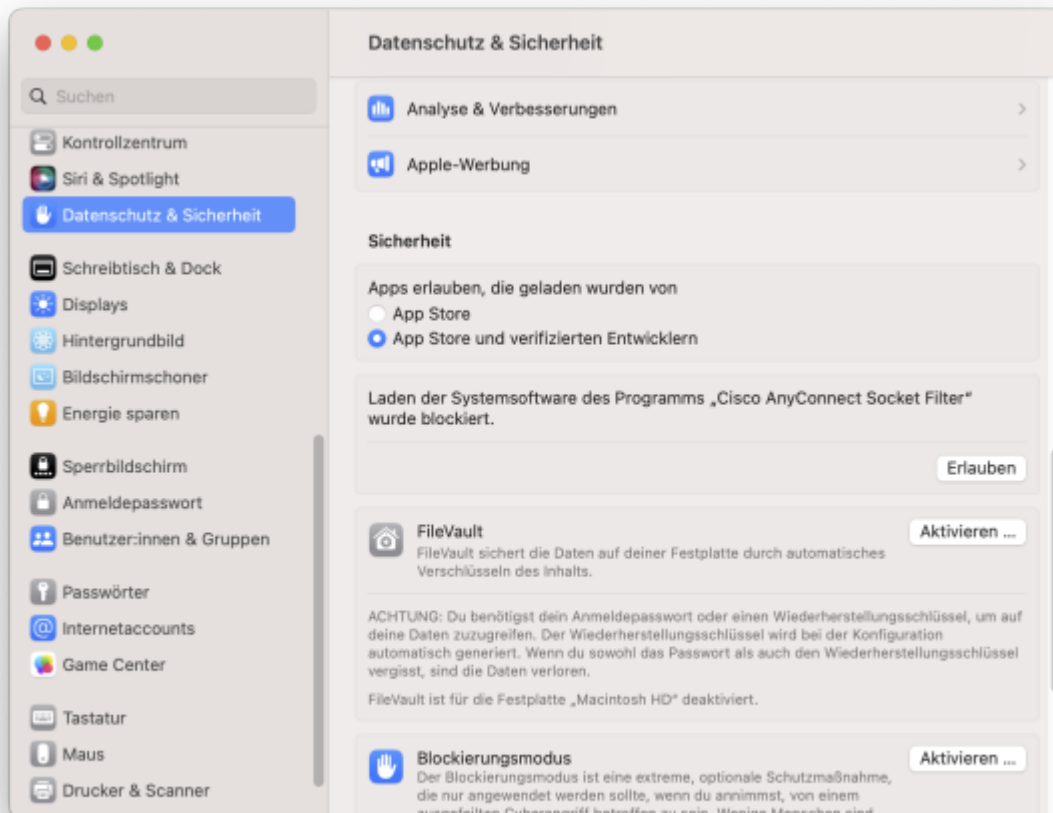 Datenschutz & Sicherheit
Suchen
Kontrollzentrum
Siri & Spotlight
Datenschutz & Sicherheit
Schreibtisch & Dock
Displays
Hintergrundbild
Bildschirmschoner
Energie sparen
Sperrbildschirm
Anmeldepasswort
Benutzer:innen & Gruppen
Passwörter
Internetaccounts
Game Center
Tastatur
Maus
Drucker & Scanner
Analyse & Verbesserungen
Apple-Werbung
Sicherheit
Apps erlauben, die geladen wurden von
App Store
App Store und verifizierten Entwicklern
Laden der Systemsoftware des Programms „Cisco AnyConnect Socket Filter“
wurde blockiert.
Erlauben
FileVault
Aktivieren ...
FileVault sichert die Daten auf deiner Festplatte durch automatisches
Verschlüsseln des Inhalts.
ACHTUNG: Du benötigst dein Anmeldepasswort oder einen Wiederherstellungsschlüssel, um auf
deine Daten zuzugreifen. Der Wiederherstellungsschlüssel wird bei der Konfiguration
automatisch generiert. Wenn du sowohl das Passwort als auch den Wiederherstellungsschlüssel
vergisst, sind die Daten verloren.
FileVault ist für die Festplatte „Macintosh HD“ deaktiviert.
Blockierungsmodus
Aktivieren ...
Der Blockierungsmodus ist eine extreme, optionale Schutzmaßnahme,
die nur angewendet werden sollte, wenn du annimmst, von einem